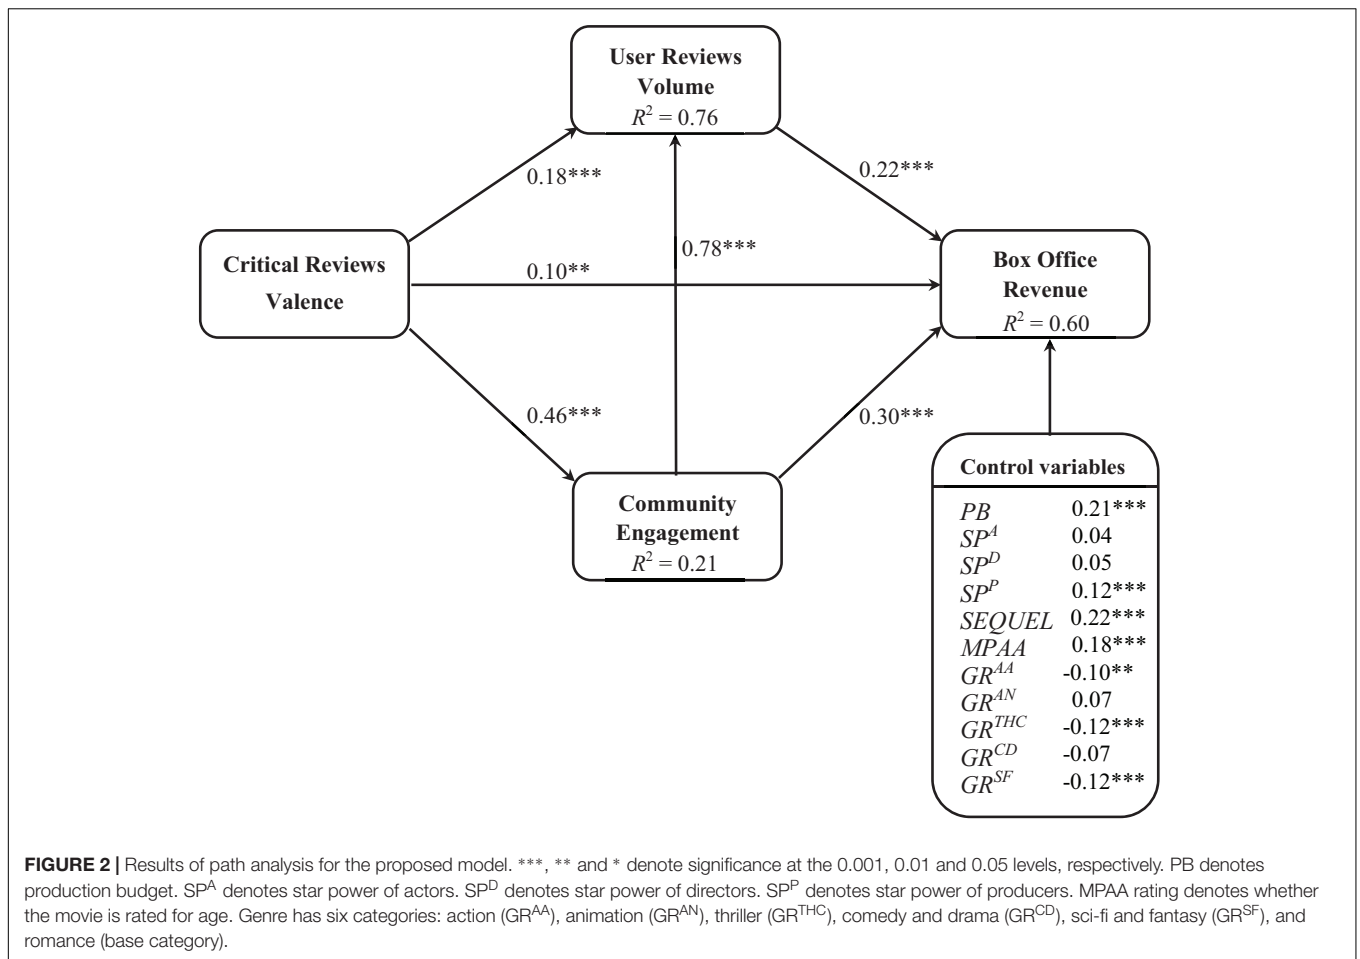 User Reviews
Volume
R² = 0.76
0.18***
0.22***
Critical Reviews
Valence
0.10**
0.78***
Box Office
Revenue
R² = 0.60
0.46***
0.30***
Community
Engagement
R² = 0.21
Control variables
PB 0.21***
SP^A 0.04
SP^D 0.05
SP^P 0.12***
SEQUEL 0.22***
MPAA 0.18***
GR^AA -0.10**
GR^AN 0.07
GR^THC -0.12***
GR^CD -0.07
GR^SF -0.12***
FIGURE 2 | Results of path analysis for the proposed model. ***, ** and * denote significance at the 0.001, 0.01 and 0.05 levels, respectively. PB denotes
production budget. SP^A denotes star power of actors. SP^D denotes star power of directors. SP^P denotes star power of producers. MPAA rating denotes whether
the movie is rated for age. Genre has six categories: action (GR^AA), animation (GR^AN), thriller (GR^THC), comedy and drama (GR^CD), sci-fi and fantasy (GR^SF), and
romance (base category).